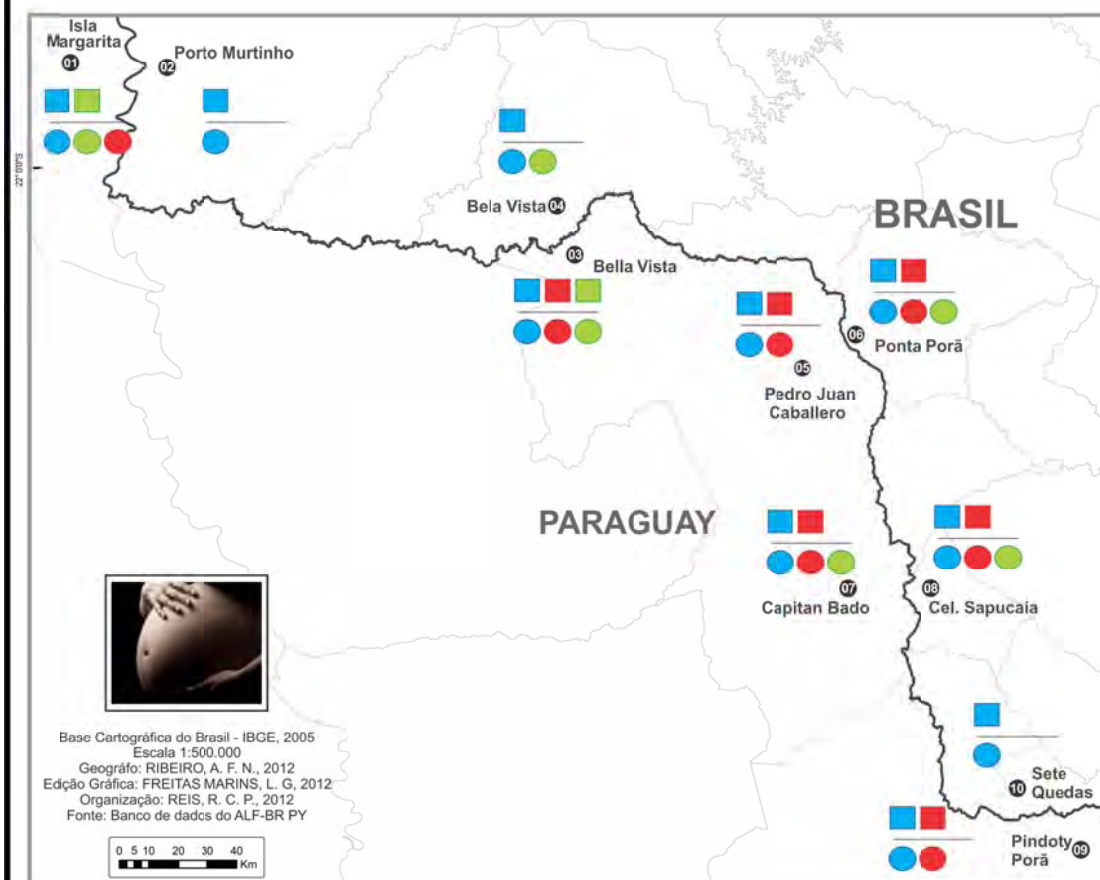 Isla
Margarita
01
02
Porto Murtinho
22°S
Bela Vista
04
BRASIL
03
Bella Vista
06
Ponta Porã
05
Pedro Juan
Caballero
PARAGUAY
07
Capitan Bado
08
Cel. Sapucaia
Base Cartográfica do Brasil - IBGE, 2005
Escala 1:500.000
Geográfo: RIBEIRO, A. F. N., 2012
Edição Gráfica: FREITAS MARINS, L. G, 2012
Organização: REIS, R. C. P., 2012
Fonte: Banco de dados do ALF-BR PY
0 5 10 20 30 40
Km
10
Sete
Quedas
Pindoty
Porã
09